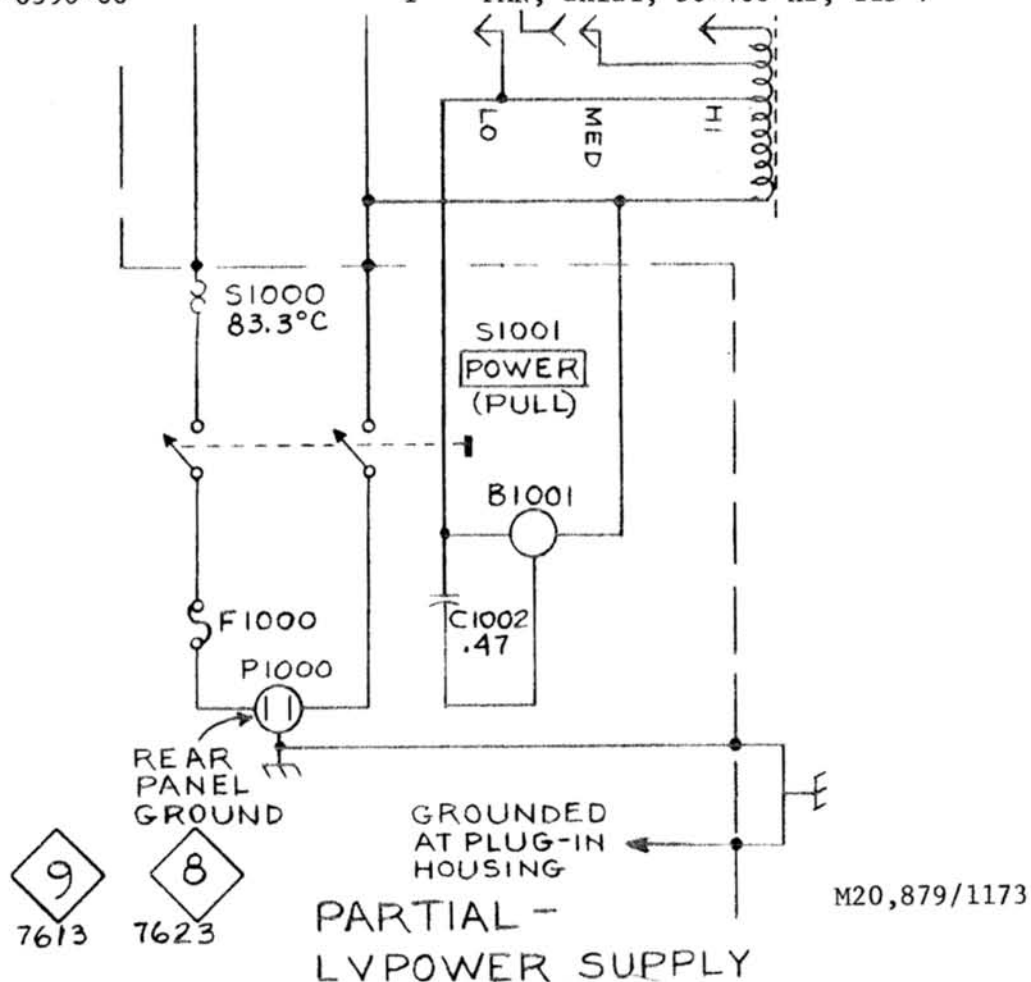 LO
MED
HI
S1000
83.3°C
S1001
POWER
(PULL)
B1001
F1000
C1002
.47
P1000
REAR
PANEL
GROUND
GROUNDED
AT PLUG-IN
HOUSING
9
8
7613
7623
M20,879/1173
PARTIAL -
LV POWER SUPPLY